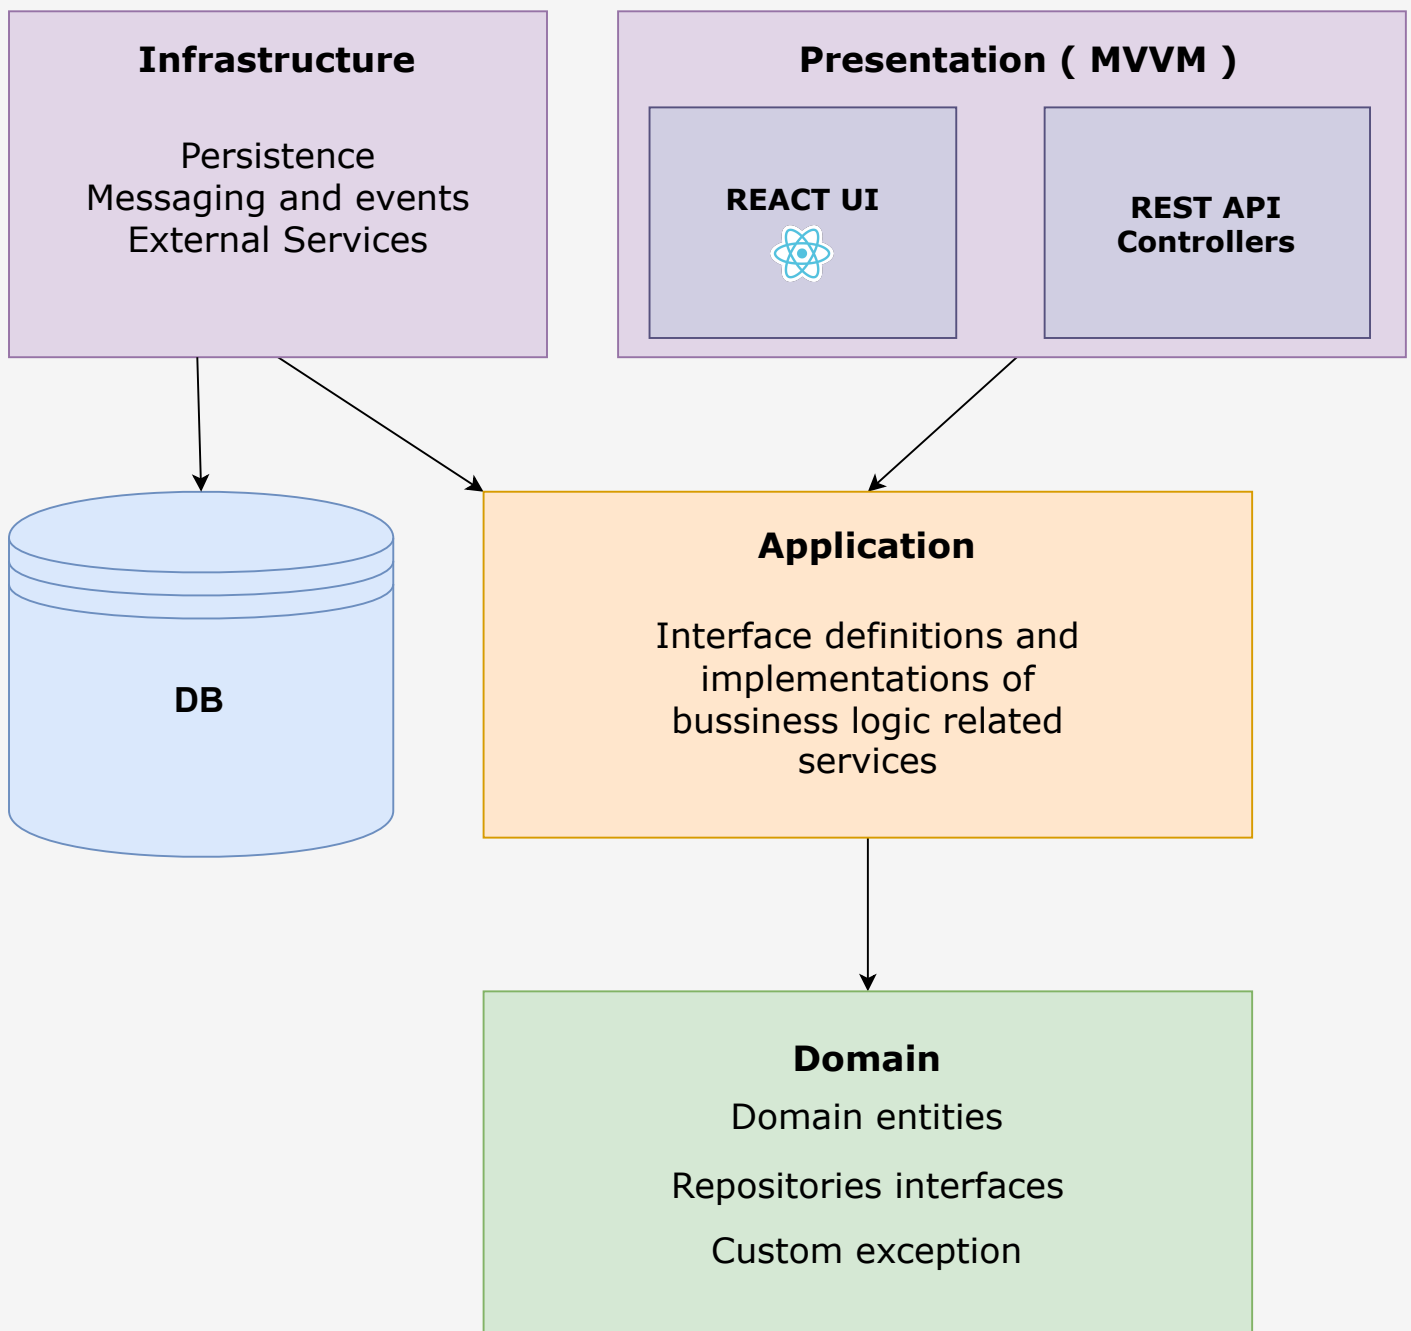 Infrastructure
Persistence
Messaging and events
External Services
Presentation ( MVVM )
REACT UI
REST API
Controllers
DB
Application
Interface definitions and
implementations of
bussiness logic related
services
Domain
Domain entities
Repositories interfaces
Custom exception